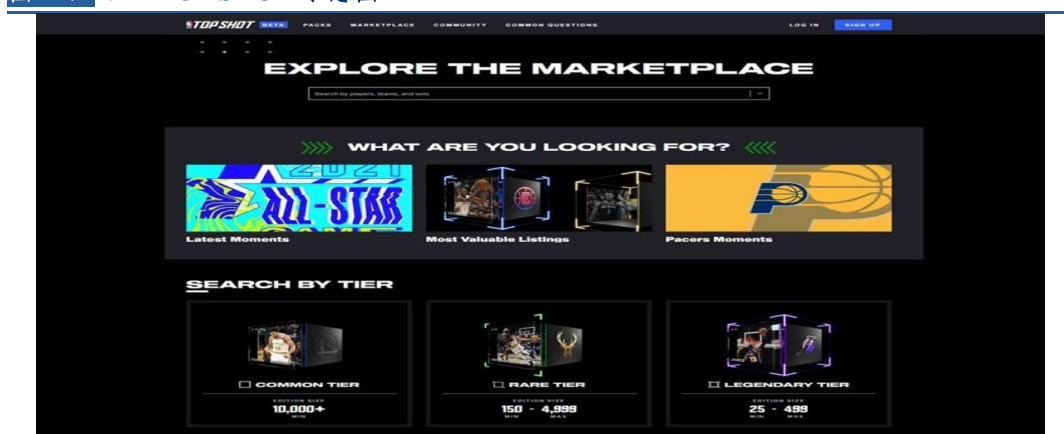 TOP SHOT BETA PACKS MARKETPLACE COMMUNITY COMMON QUESTIONS LOG IN SIGN UP
EXPLORE THE MARKETPLACE
Search by players, teams, and sets
WHAT ARE YOU LOOKING FOR?
2021
ALL-STAR
GAME
Latest Moments Most Valuable Listings Pacers Moments
SEARCH BY TIER
COMMON TIER RARE TIER LEGENDARY TIER
EDITION SIZE EDITION SIZE EDITION SIZE
10,000+ 150 - 4,999 25 - 499
MIN MIN MAX MIN MAX